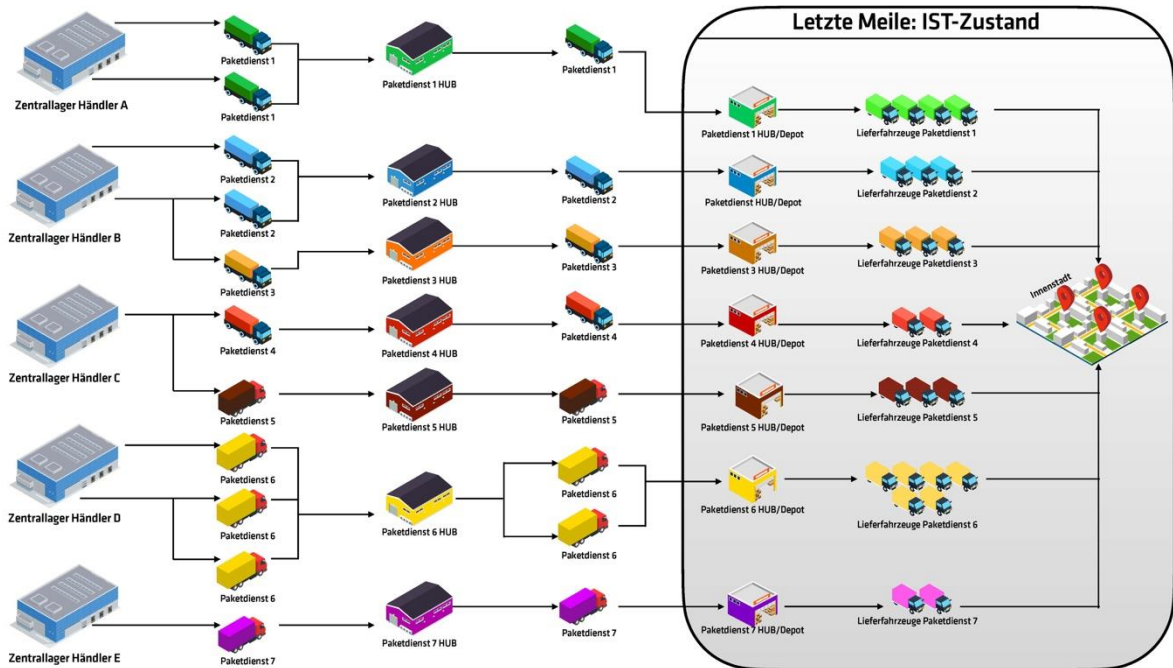 Letzte Meile: IST-Zustand
Zentrallager Händler A
Paketdienst 1
Paketdienst 1
Paketdienst 1 HUB
Paketdienst 1
Paketdienst 1 HUB/Depot
Lieferfahrzeuge Paketdienst 1
Zentrallager Händler B
Paketdienst 2
Paketdienst 2
Paketdienst 2 HUB
Paketdienst 2
Paketdienst HUB/Depot
Lieferfahrzeuge Paketdienst 2
Paketdienst 3
Paketdienst 3 HUB
Paketdienst 3
Paketdienst 3 HUB/Depot
Lieferfahrzeuge Paketdienst 3
Innenstadt
Zentrallager Händler C
Paketdienst 4
Paketdienst 4 HUB
Paketdienst 4
Paketdienst 4 HUB/Depot
Lieferfahrzeuge Paketdienst 4
Paketdienst 5
Paketdienst 5 HUB
Paketdienst 5
Paketdienst 5 HUB/Depot
Lieferfahrzeuge Paketdienst 5
Zentrallager Händler D
Paketdienst 6
Paketdienst 6
Paketdienst 6
Paketdienst 6 HUB
Paketdienst 6
Paketdienst 6
Paketdienst 6 HUB/Depot
Lieferfahrzeuge Paketdienst 6
Zentrallager Händler E
Paketdienst 7
Paketdienst 7 HUB
Paketdienst 7
Paketdienst 7 HUB/Depot
Lieferfahrzeuge Paketdienst 7